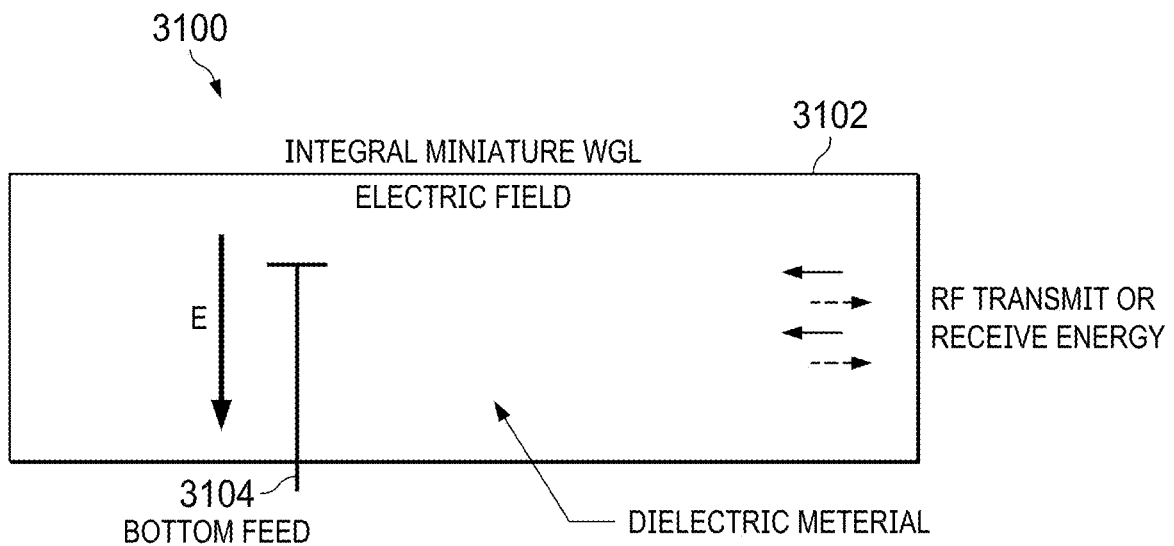 3100
3102
INTEGRAL MINIATURE WGL
ELECTRIC FIELD
E
RF TRANSMIT OR
RECEIVE ENERGY
3104
BOTTOM FEED
DIELECTRIC METERIAL